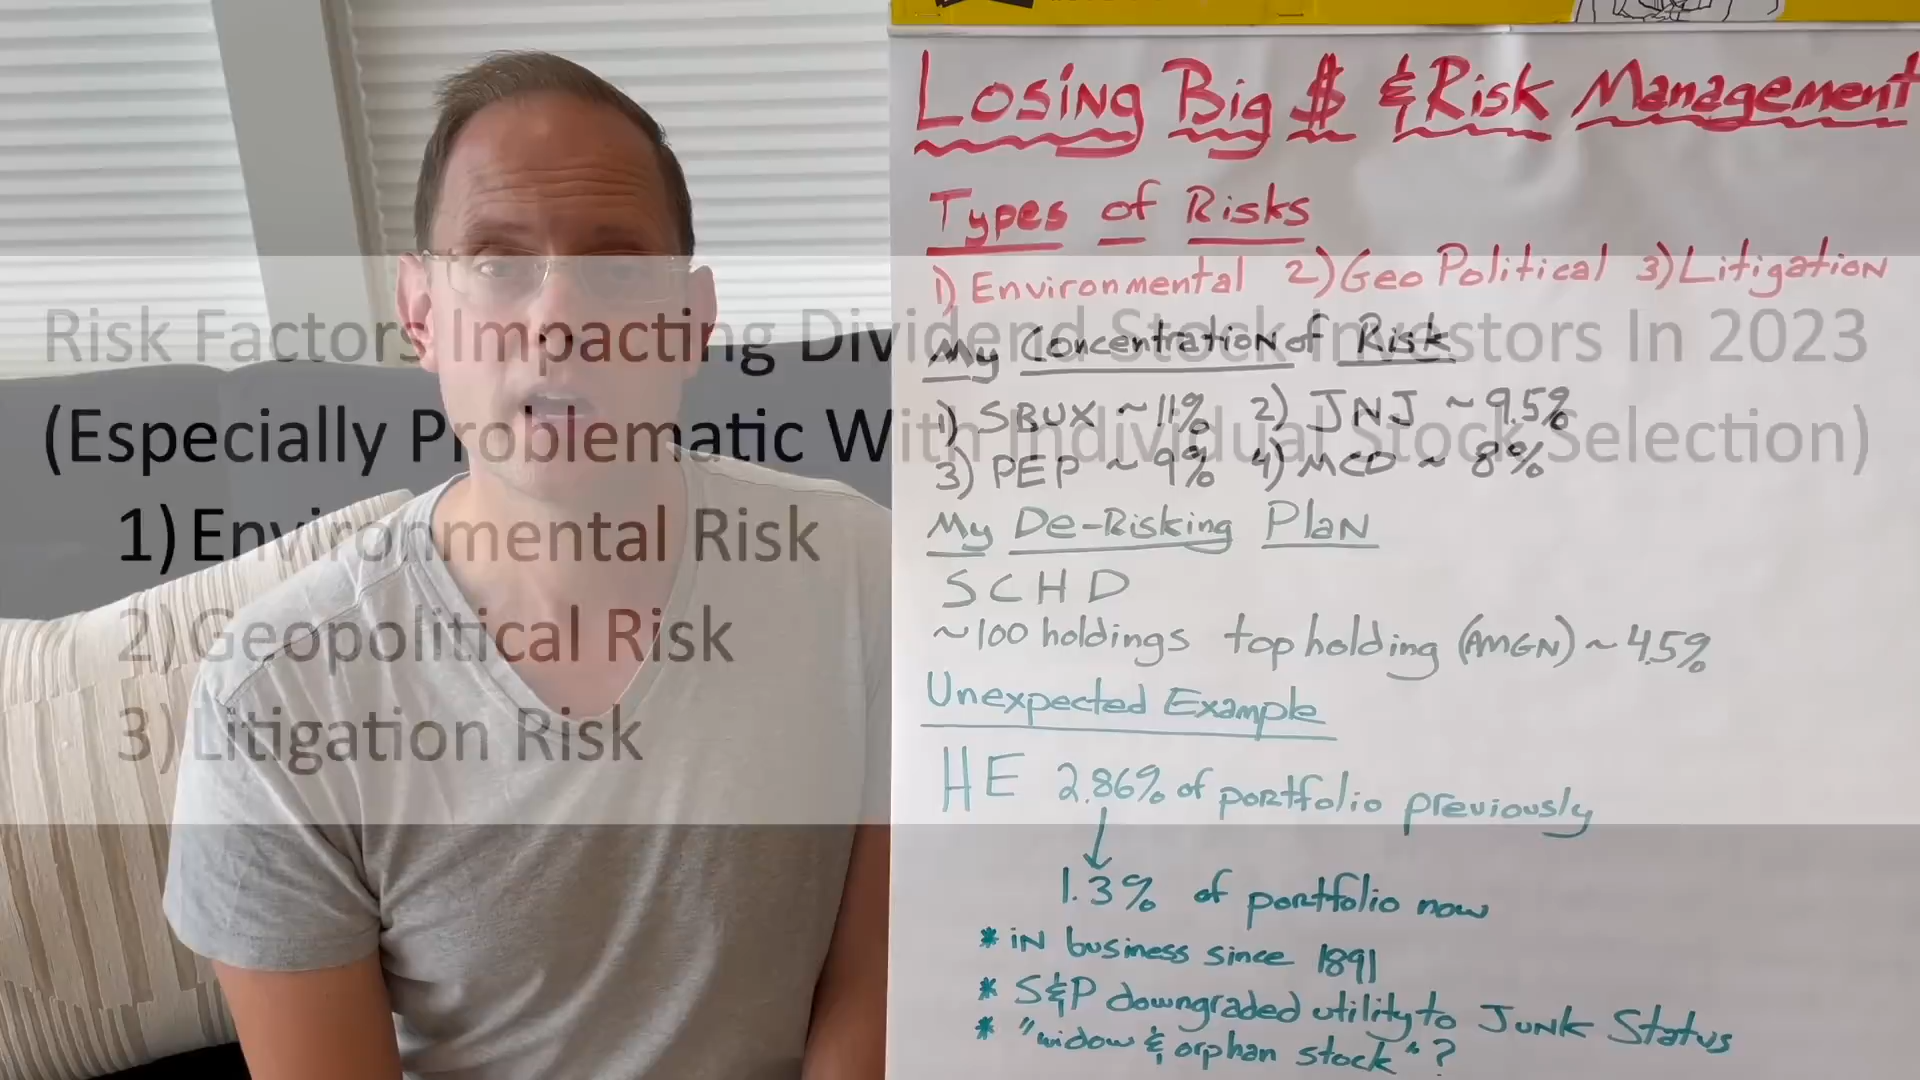 Losing Big $ & Risk Management
Types of Risks
1) Environmental 2) Geo Political 3) Litigation
My Concentration of Risk
1) SBUX ~11% 2) JNJ ~9.5%
3) PEP ~9% 4) MCD ~8%
My De-Risking Plan
SCHD
~100 holdings top holding (AMGN) ~4.5%
Unexpected Example
HE 2.86% of portfolio previously
1.3% of portfolio now
* in business since 1891
* S&P downgraded utility to Junk Status
* "widow & orphan stock"?
Risk Factors Impacting Dividend Stock Investors In 2023
(Especially Problematic With Individual Stock Selection)
1) Environmental Risk
2) Geopolitical Risk
3) Litigation Risk